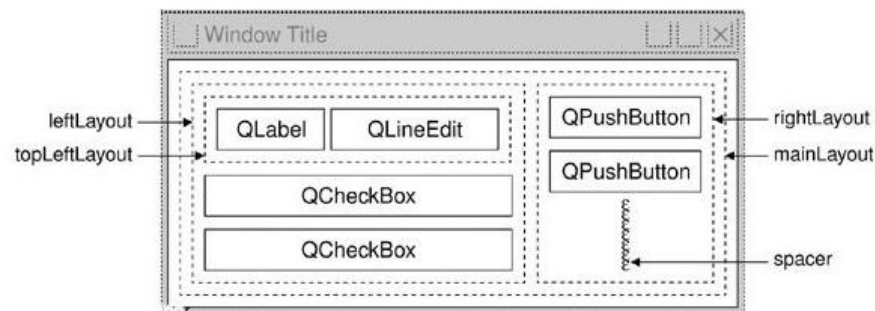 Window Title
leftLayout
topLeftLayout
QLabel
QLineEdit
QCheckBox
QCheckBox
QPushButton
QPushButton
rightLayout
mainLayout
spacer